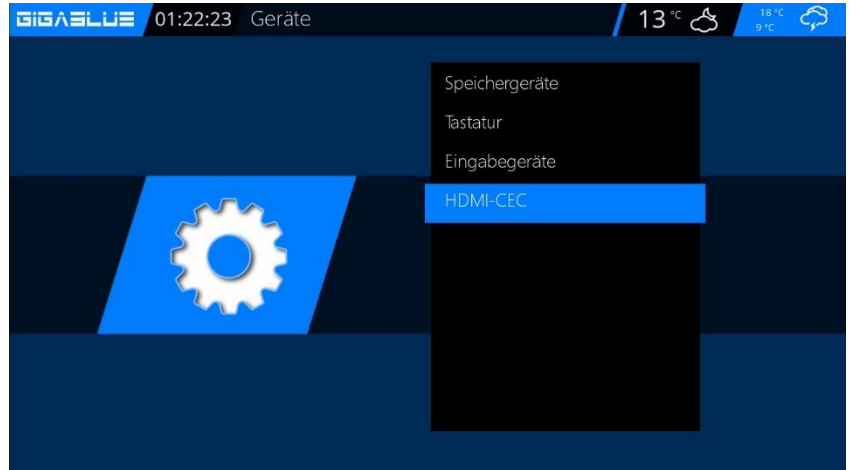 GIGABLUE 01:22:23 Geräte 13 °C 18 °C
9 °C
Speichergeräte
Tastatur
Eingabegeräte
HDMI-CEC